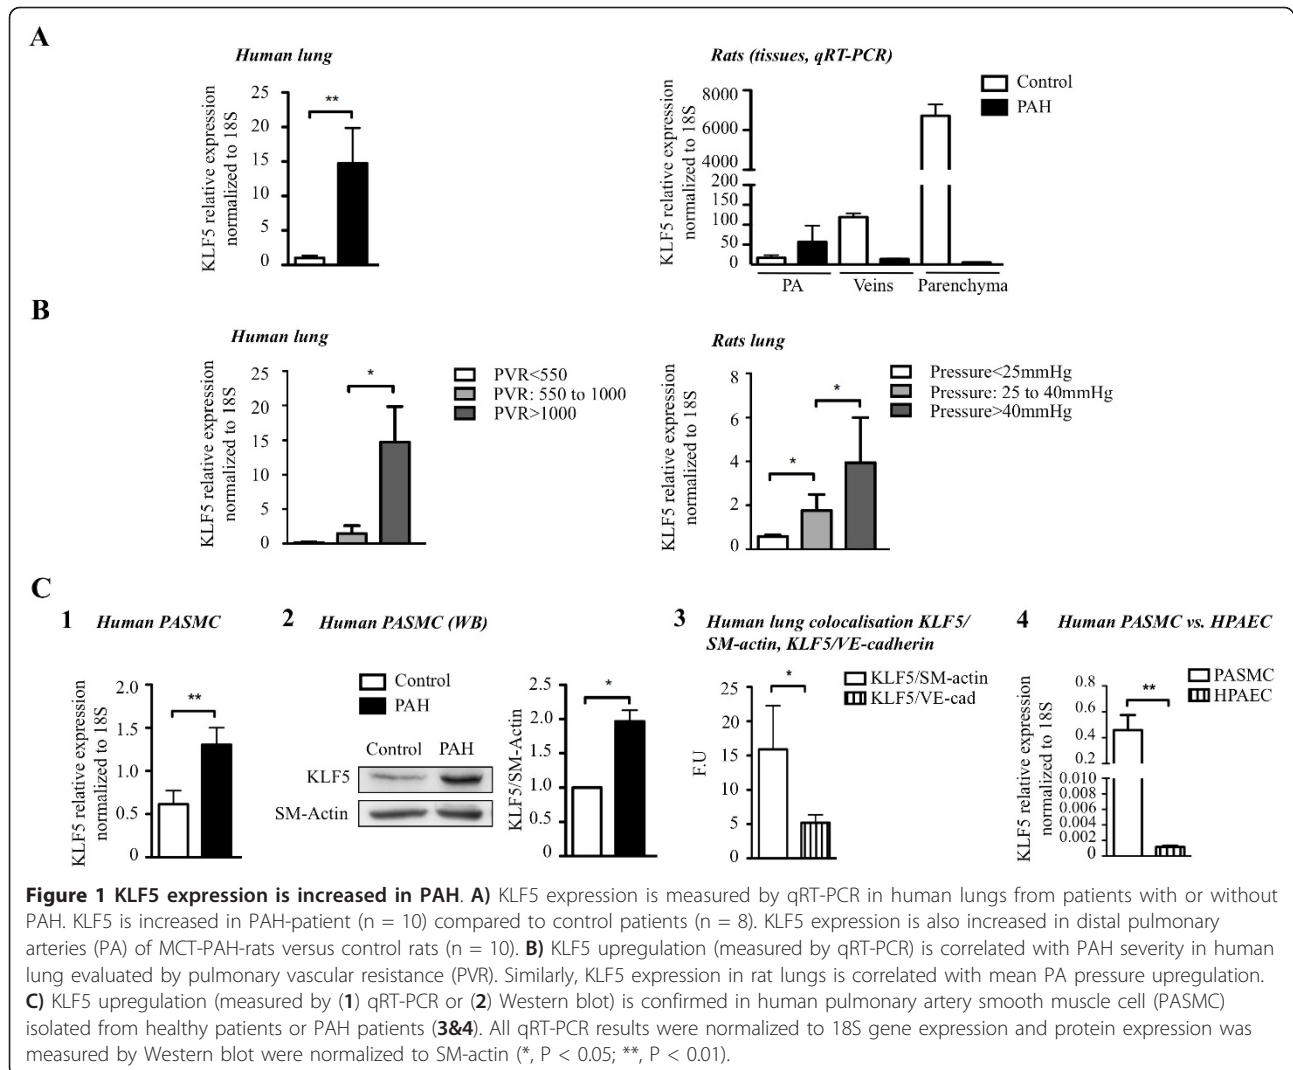 A
Human lung
KLF5 relative expression
normalized to 18S
25
20
15
10
5
0
**
Rats (tissues, qRT-PCR)
Control
PAH
KLF5 relative expression
normalized to 18S
8000
6000
4000
200
150
100
50
0
PA
Veins
Parenchyma
B
Human lung
KLF5 relative expression
normalized to 18S
25
20
15
10
5
0
*
PVR<550
PVR: 550 to 1000
PVR>1000
Rats lung
KLF5 relative expression
normalized to 18S
8
6
4
2
0
*
*
Pressure<25mmHg
Pressure: 25 to 40mmHg
Pressure>40mmHg
C
1 Human PASMC
KLF5 relative expression
normalized to 18S
2.0
1.5
1.0
0.5
0
**
2 Human PASMC (WB)
Control
PAH
Control PAH
KLF5
SM-Actin
KLF5/SM-Actin
2.5
2.0
1.5
1.0
0.5
0
*
3 Human lung colocalisation KLF5/
SM-actin, KLF5/VE-cadherin
KLF5/SM-actin
KLF5/VE-cad
F.U
25
20
15
10
5
0
*
4 Human PASMC vs. HPAEC
PASMC
HPAEC
KLF5 relative expression
normalized to 18S
0.8
0.6
0.4
0.2
0.010
0.008
0.006
0.004
0.002
0
**
Figure 1 KLF5 expression is increased in PAH. A) KLF5 expression is measured by qRT-PCR in human lungs from patients with or without
PAH. KLF5 is increased in PAH-patient (n = 10) compared to control patients (n = 8). KLF5 expression is also increased in distal pulmonary
arteries (PA) of MCT-PAH-rats versus control rats (n = 10). B) KLF5 upregulation (measured by qRT-PCR) is correlated with PAH severity in human
lung evaluated by pulmonary vascular resistance (PVR). Similarly, KLF5 expression in rat lungs is correlated with mean PA pressure upregulation.
C) KLF5 upregulation (measured by (1) qRT-PCR or (2) Western blot) is confirmed in human pulmonary artery smooth muscle cell (PASMC)
isolated from healthy patients or PAH patients (3&4). All qRT-PCR results were normalized to 18S gene expression and protein expression was
measured by Western blot were normalized to SM-actin (*, P < 0.05; **, P < 0.01).